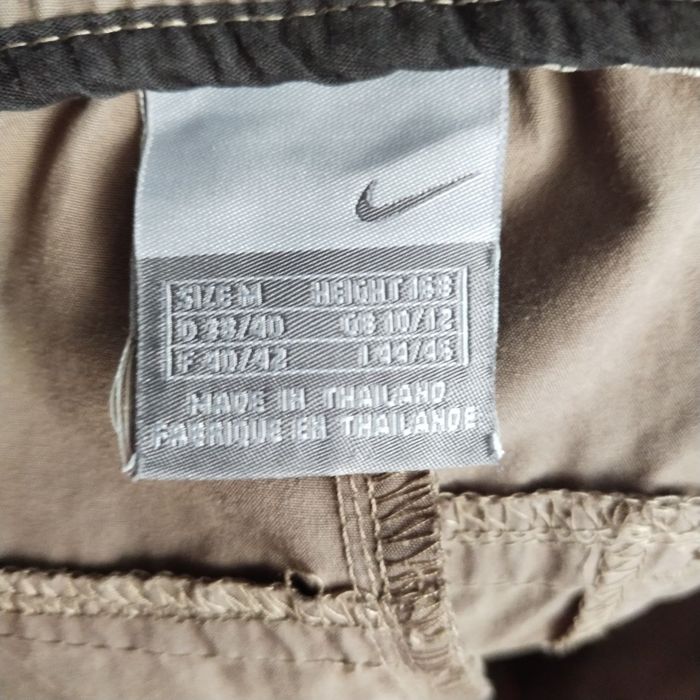 SIZE M HEIGHT 168
D 38/40 GB 10/12
F 40/42 I 44/46
MADE IN THAILAND
FABRIQUE EN THAILANDE